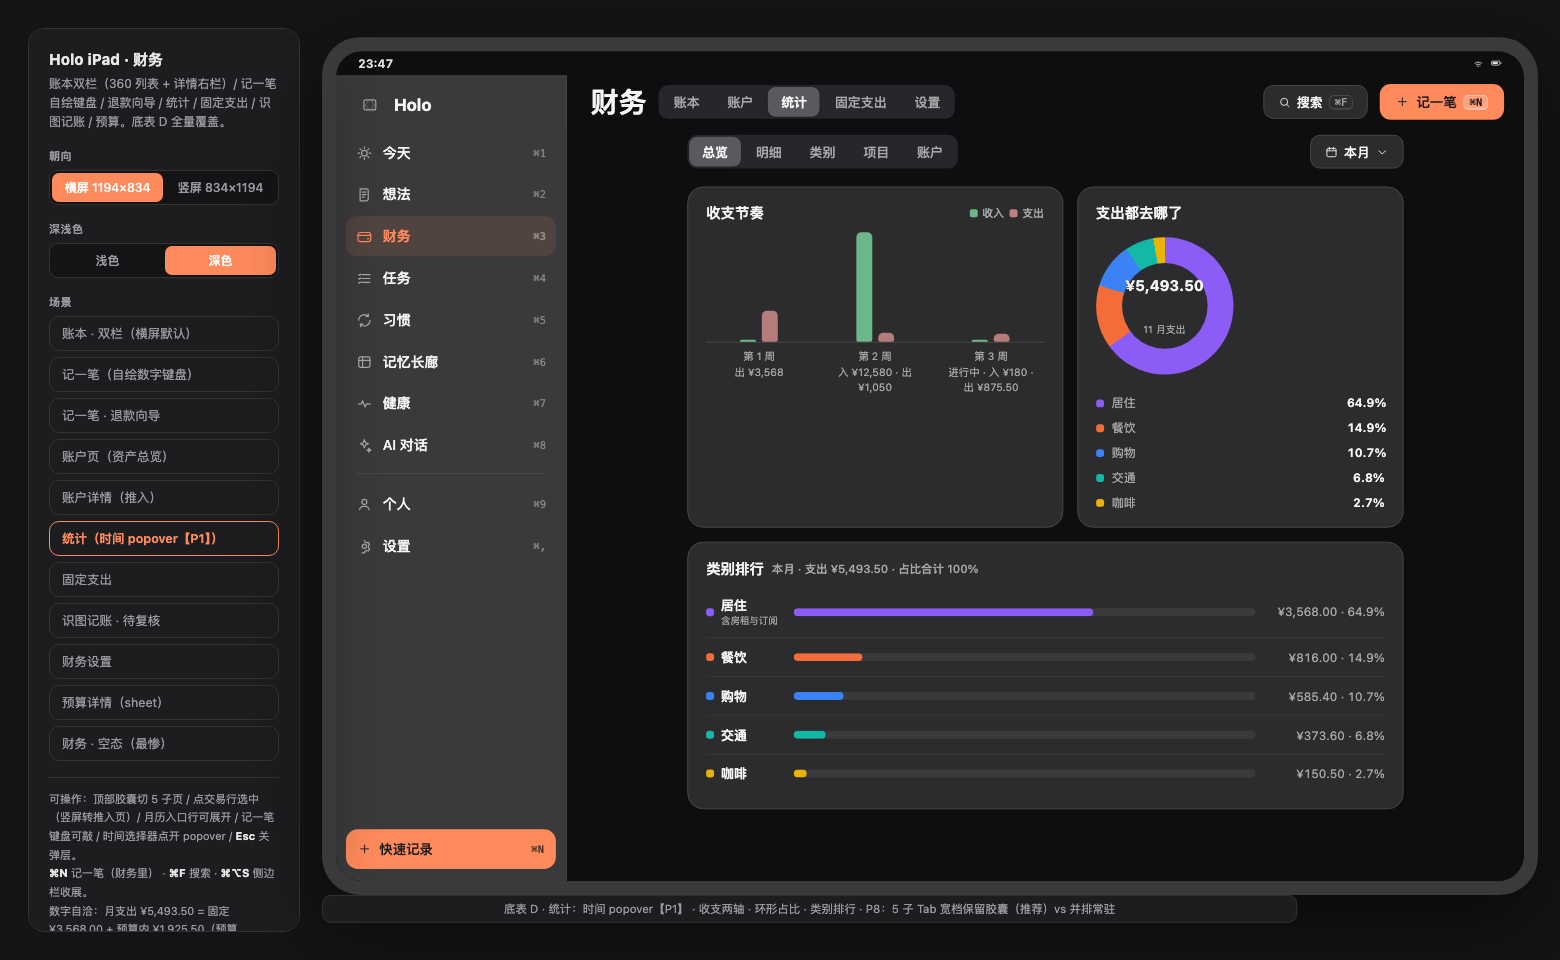 Holo iPad · 财务
账本双栏（360 列表 + 详情右栏）/ 记一笔
自绘键盘 / 退款向导 / 统计 / 固定支出 / 识
图记账 / 预算。底表 D 全量覆盖。
朝向
横屏 1194×834
竖屏 834×1194
深浅色
浅色
深色
场景
账本 · 双栏（横屏默认）
记一笔（自绘数字键盘）
记一笔 · 退款向导
账户页（资产总览）
账户详情（推入）
统计（时间 popover【P1】）
固定支出
识图记账 · 待复核
财务设置
预算详情（sheet）
财务 · 空态（最惨）
可操作：顶部胶囊切 5 子页 / 点交易行选中
（竖屏转推入页）/ 月历入口行可展开 / 记一笔
键盘可敲 / 时间选择器点开 popover / Esc 关
弹层。
⌘N 记一笔（财务里） · ⌘F 搜索 · ⌘⌥S 侧边
栏收展。
数字自洽：月支出 ¥5,493.50 = 固定
¥3,568.00 + 预算内 ¥1,925.50（预算
23:47
Holo
今天 ⌘1
想法 ⌘2
财务 ⌘3
任务 ⌘4
习惯 ⌘5
记忆长廊 ⌘6
健康 ⌘7
AI 对话 ⌘8
个人 ⌘9
设置 ⌘,
+ 快速记录 ⌘N
财务
账本 账户 统计 固定支出 设置
搜索 ⌘F
+ 记一笔 ⌘N
总览 明细 类别 项目 账户
本月
收支节奏
收入 支出
第 1 周
出 ¥3,568
第 2 周
入 ¥12,580 · 出
¥1,050
第 3 周
进行中 · 入 ¥180 ·
出 ¥875.50
支出都去哪了
¥5,493.50
11 月支出
居住 64.9%
餐饮 14.9%
购物 10.7%
交通 6.8%
咖啡 2.7%
类别排行 本月 · 支出 ¥5,493.50 · 占比合计 100%
居住 ¥3,568.00 · 64.9%
含房租与订阅
餐饮 ¥816.00 · 14.9%
购物 ¥585.40 · 10.7%
交通 ¥373.60 · 6.8%
咖啡 ¥150.50 · 2.7%
底表 D · 统计：时间 popover【P1】 · 收支两轴 · 环形占比 · 类别排行 · P8：5 子 Tab 宽档保留胶囊（推荐）vs 并排常驻